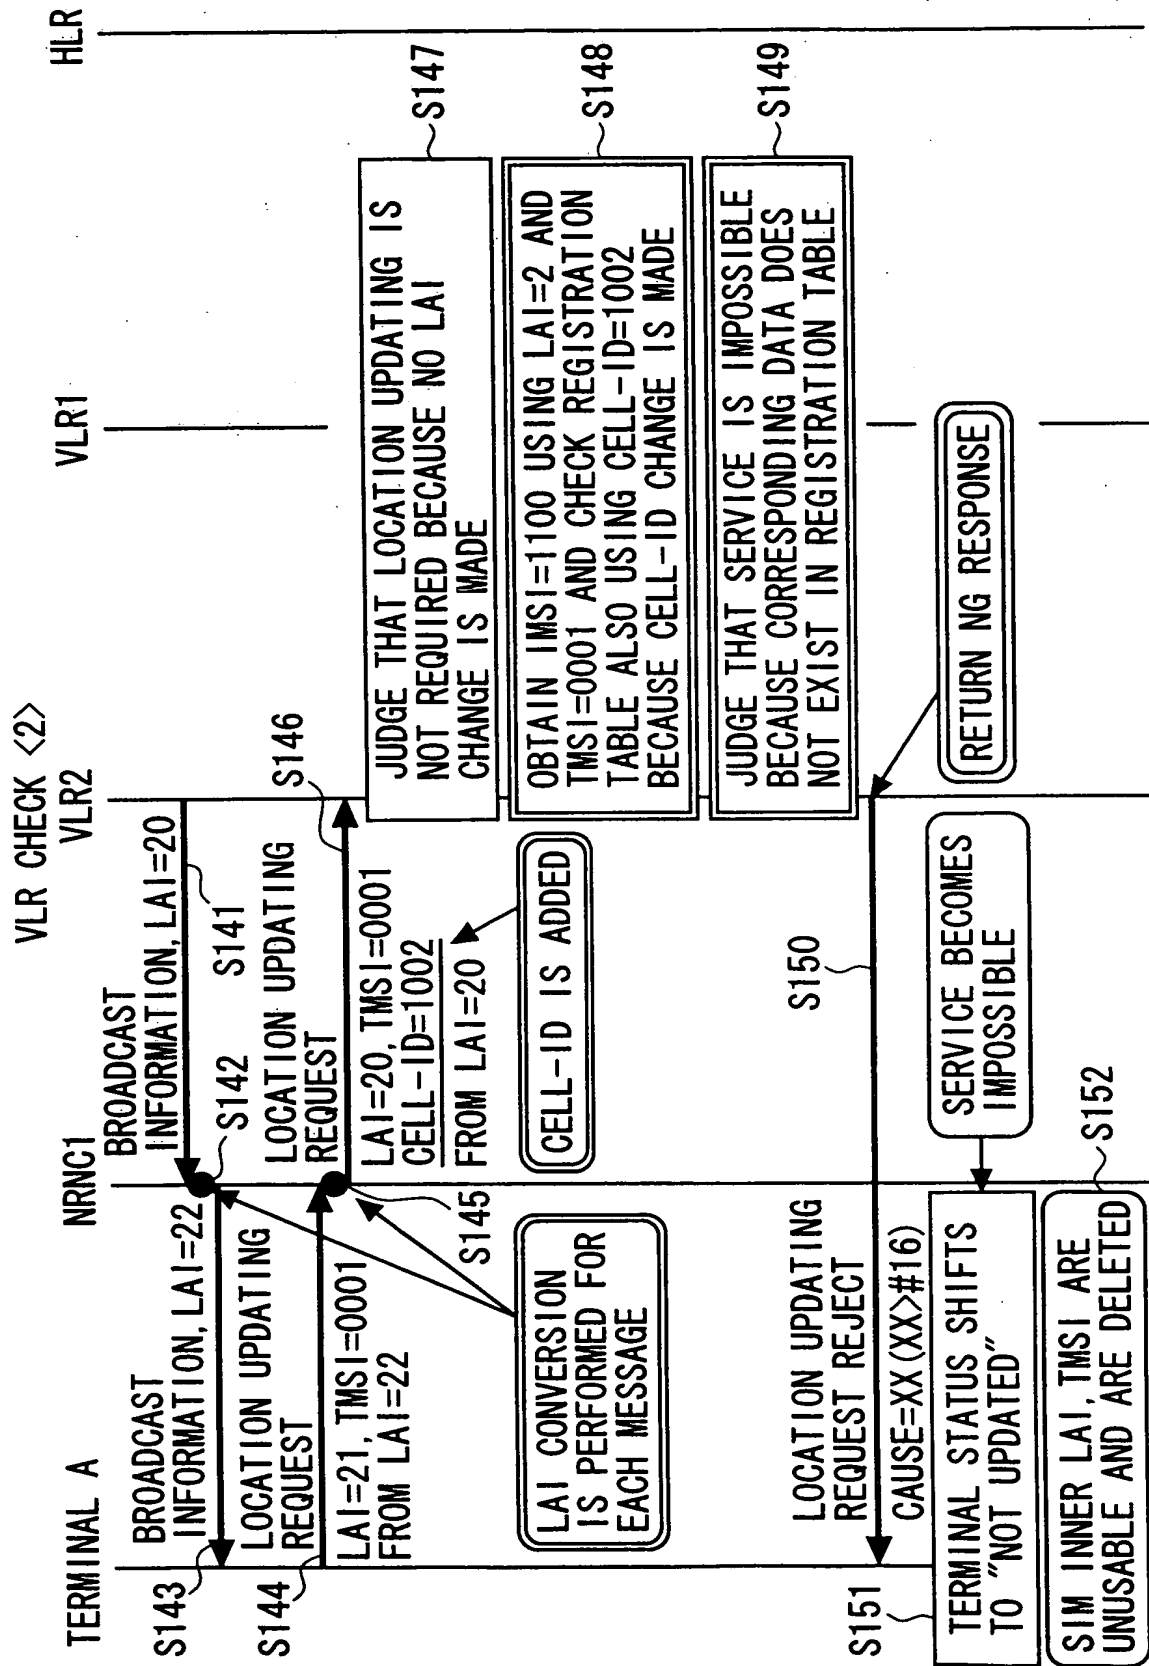 VLR CHECK <2>
TERMINAL A
NRNC1
VLR2
VLR1
HLR
BROADCAST
INFORMATION, LAI=20
S141
S142
BROADCAST
INFORMATION, LAI=22
S143
LOCATION UPDATING
REQUEST
S144
LAI=21, TMSI=0001
FROM LAI=22
S145
LOCATION UPDATING
REQUEST
S146
LAI=20, TMSI=0001
CELL-ID=1002
FROM LAI=20
LAI CONVERSION
IS PERFORMED FOR
EACH MESSAGE
CELL-ID IS ADDED
JUDGE THAT LOCATION UPDATING IS
NOT REQUIRED BECAUSE NO LAI
CHANGE IS MADE
S147
OBTAIN IMSI=1100 USING LAI=2 AND
TMSI=0001 AND CHECK REGISTRATION
TABLE ALSO USING CELL-ID=1002
BECAUSE CELL-ID CHANGE IS MADE
S148
JUDGE THAT SERVICE IS IMPOSSIBLE
BECAUSE CORRESPONDING DATA DOES
NOT EXIST IN REGISTRATION TABLE
S149
LOCATION UPDATING
REQUEST REJECT
S150
CAUSE=XX(XX>#16)
RETURN NG RESPONSE
S151
TERMINAL STATUS SHIFTS
TO "NOT UPDATED"
SERVICE BECOMES
IMPOSSIBLE
SIM INNER LAI, TMSI ARE
UNUSABLE AND ARE DELETED
S152